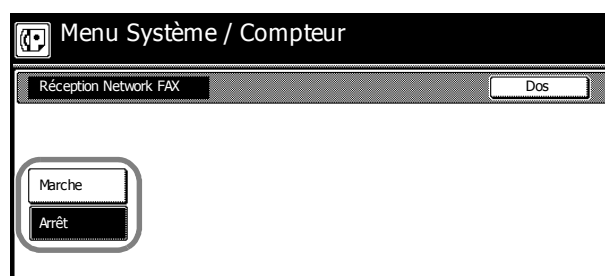 Menu Système / Compteur
Réception Network FAX Dos
Marche
Arrêt